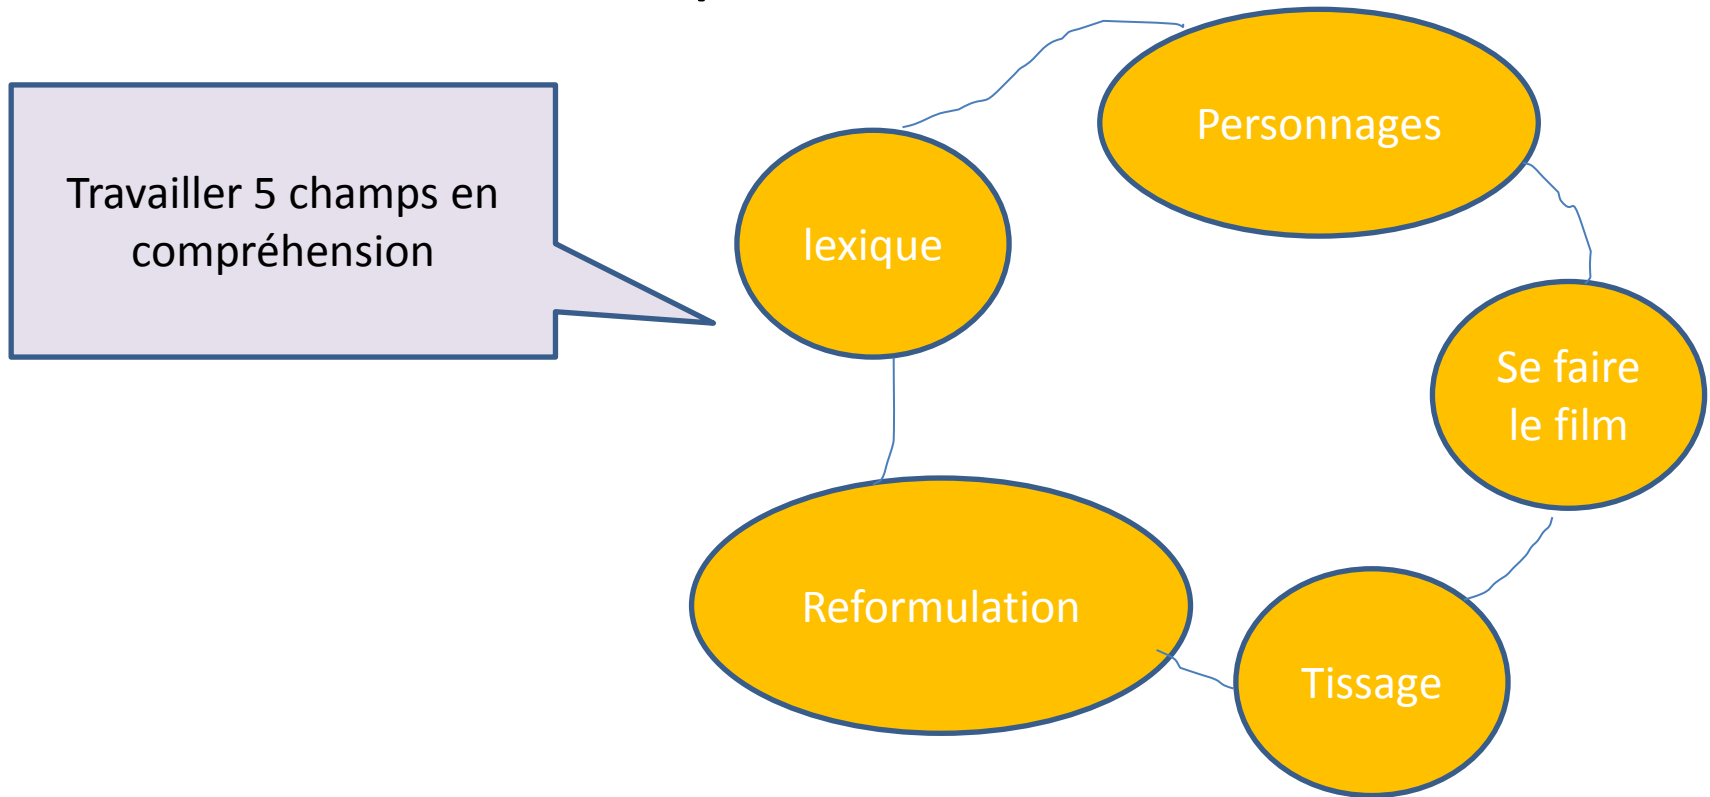 Travailler 5 champs en
compréhension
Personnages
lexique
Se faire
le film
Reformulation
Tissage